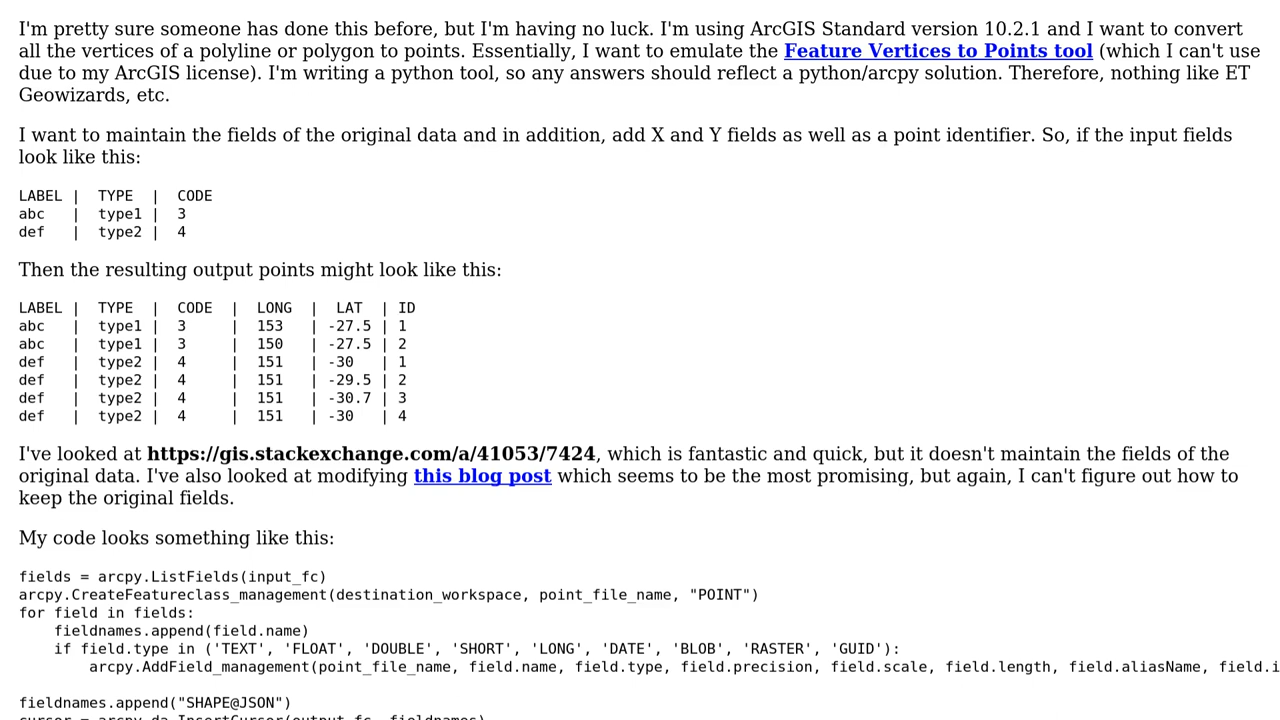 I'm pretty sure someone has done this before, but I'm having no luck. I'm using ArcGIS Standard version 10.2.1 and I want to convert
all the vertices of a polyline or polygon to points. Essentially, I want to emulate the Feature Vertices to Points tool (which I can't use
due to my ArcGIS license). I'm writing a python tool, so any answers should reflect a python/arcpy solution. Therefore, nothing like ET
Geowizards, etc.
I want to maintain the fields of the original data and in addition, add X and Y fields as well as a point identifier. So, if the input fields
look like this:
LABEL |  TYPE  |  CODE
abc   |  type1 |  3
def   |  type2 |  4
Then the resulting output points might look like this:
LABEL |  TYPE  |  CODE  |  LONG  |  LAT  | ID
abc   |  type1 |  3     |  153   | -27.5 | 1
abc   |  type1 |  3     |  150   | -27.5 | 2
def   |  type2 |  4     |  151   | -30   | 1
def   |  type2 |  4     |  151   | -29.5 | 2
def   |  type2 |  4     |  151   | -30.7 | 3
def   |  type2 |  4     |  151   | -30   | 4
I've looked at https://gis.stackexchange.com/a/41053/7424, which is fantastic and quick, but it doesn't maintain the fields of the
original data. I've also looked at modifying this blog post which seems to be the most promising, but again, I can't figure out how to
keep the original fields.
My code looks something like this:
fields = arcpy.ListFields(input_fc)
arcpy.CreateFeatureclass_management(destination_workspace, point_file_name, "POINT")
for field in fields:
    fieldnames.append(field.name)
    if field.type in ('TEXT', 'FLOAT', 'DOUBLE', 'SHORT', 'LONG', 'DATE', 'BLOB', 'RASTER', 'GUID'):
        arcpy.AddField_management(point_file_name, field.name, field.type, field.precision, field.scale, field.length, field.aliasName, field.i
fieldnames.append("SHAPE@JSON")
cursor = arcpy.da.InsertCursor(output_fc, fieldnames)